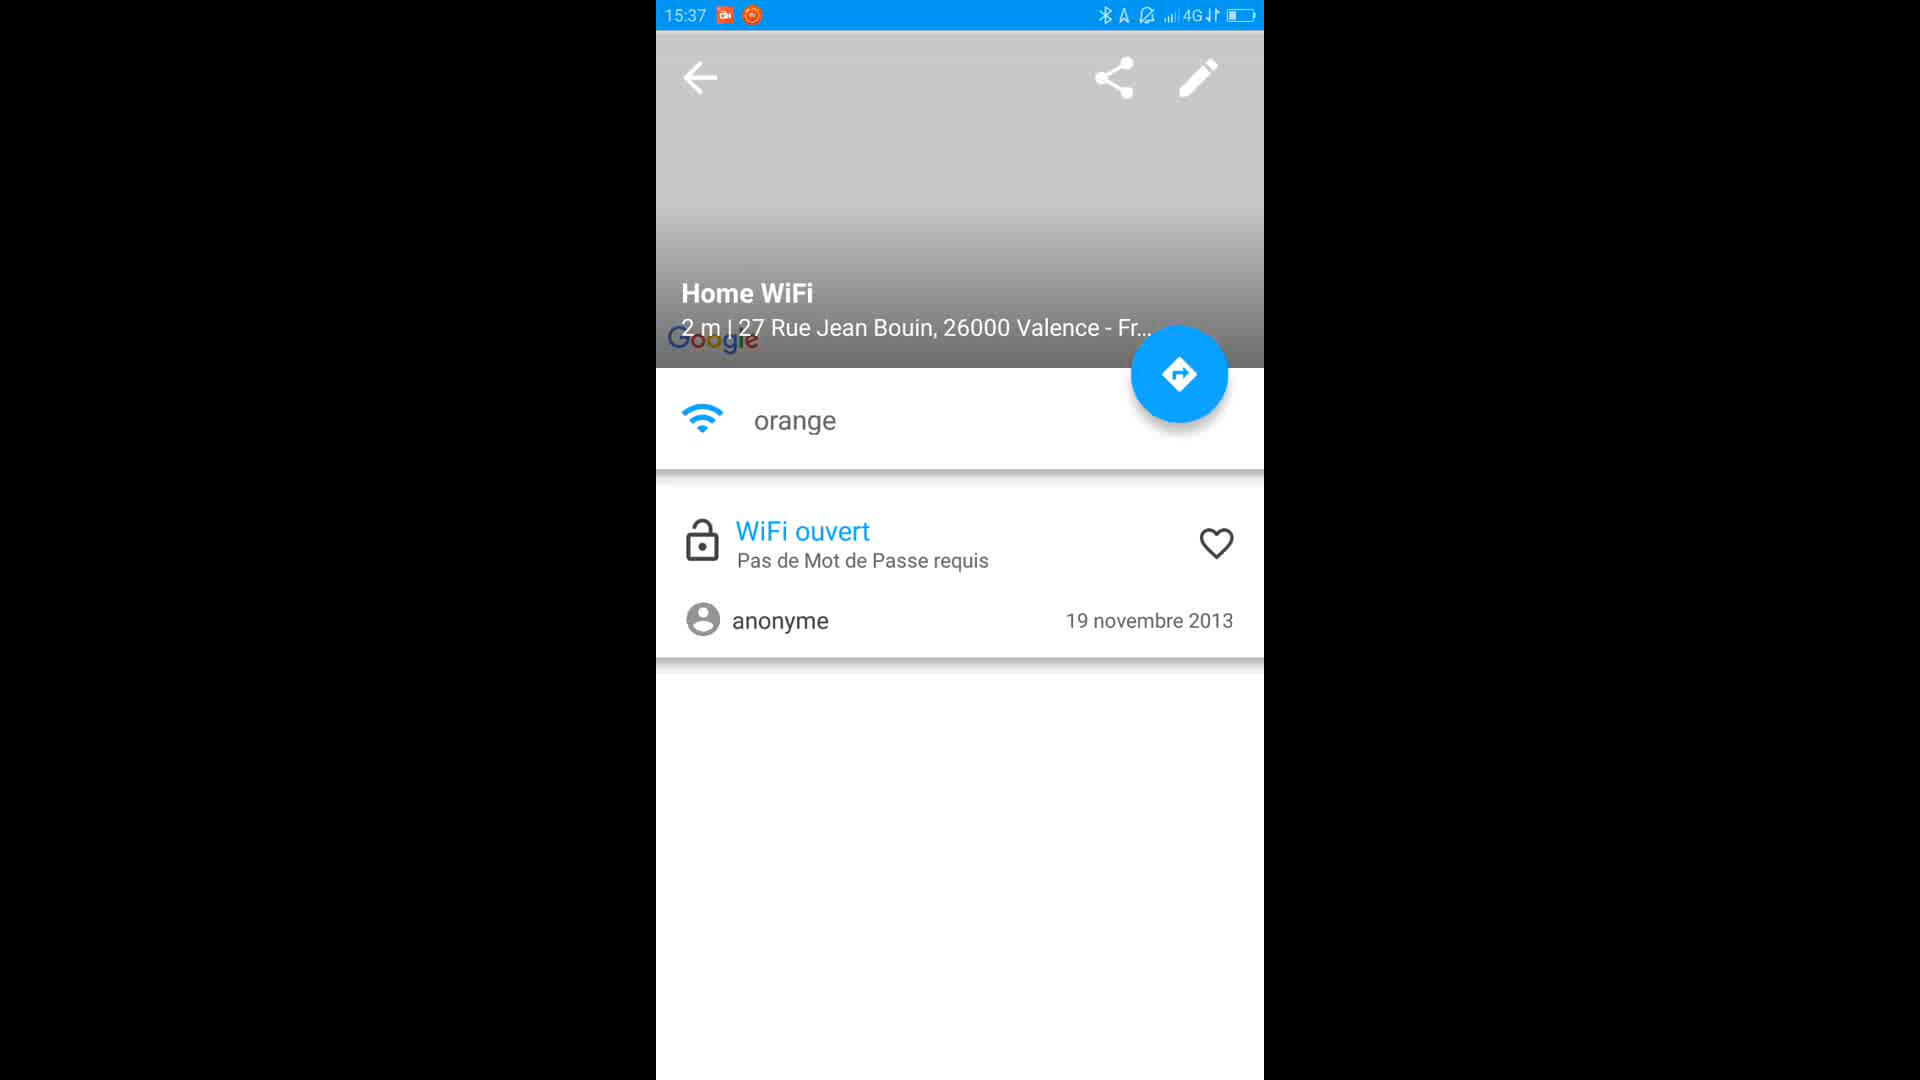 15:37
4G
Home WiFi
2 m | 27 Rue Jean Bouin, 26000 Valence - Fr...
Google
orange
WiFi ouvert
Pas de Mot de Passe requis
anonyme
19 novembre 2013